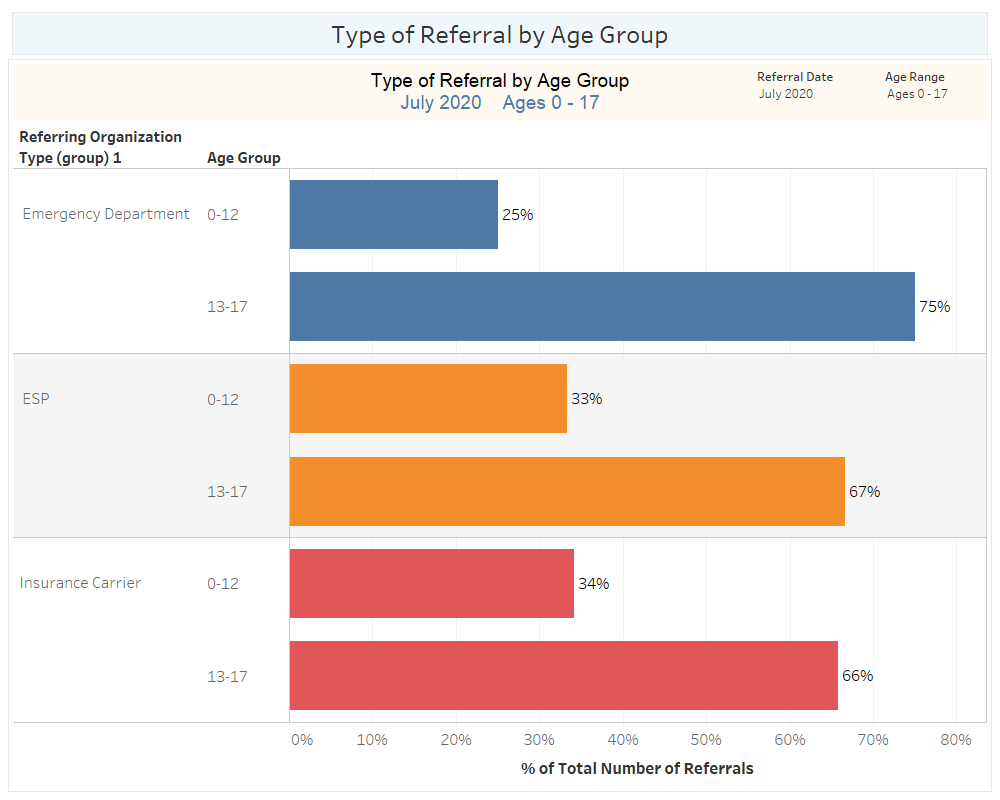 Type of Referral by Age Group
Type of Referral by Age Group
July 2020 Ages 0 - 17
Referral Date
July 2020
Age Range
Ages 0 - 17
Referring Organization
Type (group) 1
Age Group
Emergency Department
0-12
25%
13-17
75%
ESP
0-12
33%
13-17
67%
Insurance Carrier
0-12
34%
13-17
66%
0% 10% 20% 30% 40% 50% 60% 70% 80%
% of Total Number of Referrals